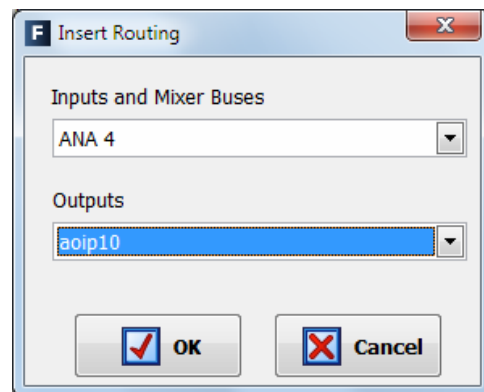 F Insert Routing
Inputs and Mixer Buses
ANA 4
Outputs
aoip10
OK Cancel